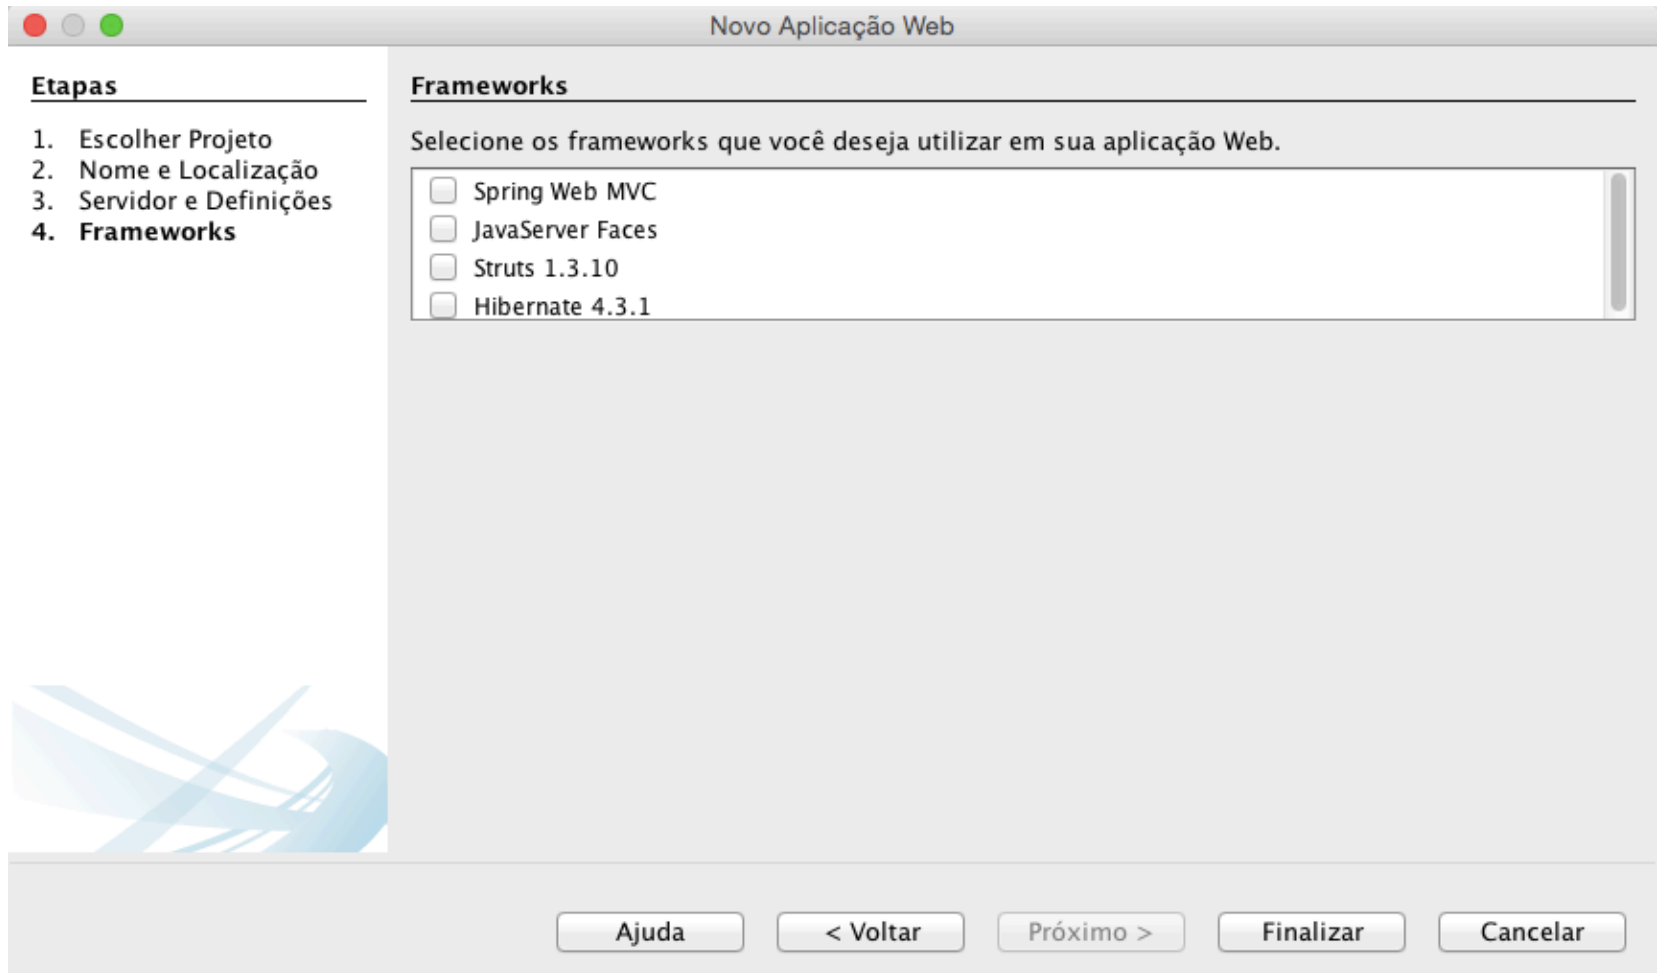 Novo Aplicação Web
Etapas
1. Escolher Projeto
2. Nome e Localização
3. Servidor e Definições
4. Frameworks
Frameworks
Selecione os frameworks que você deseja utilizar em sua aplicação Web.
Spring Web MVC
JavaServer Faces
Struts 1.3.10
Hibernate 4.3.1
Ajuda
< Voltar
Próximo >
Finalizar
Cancelar